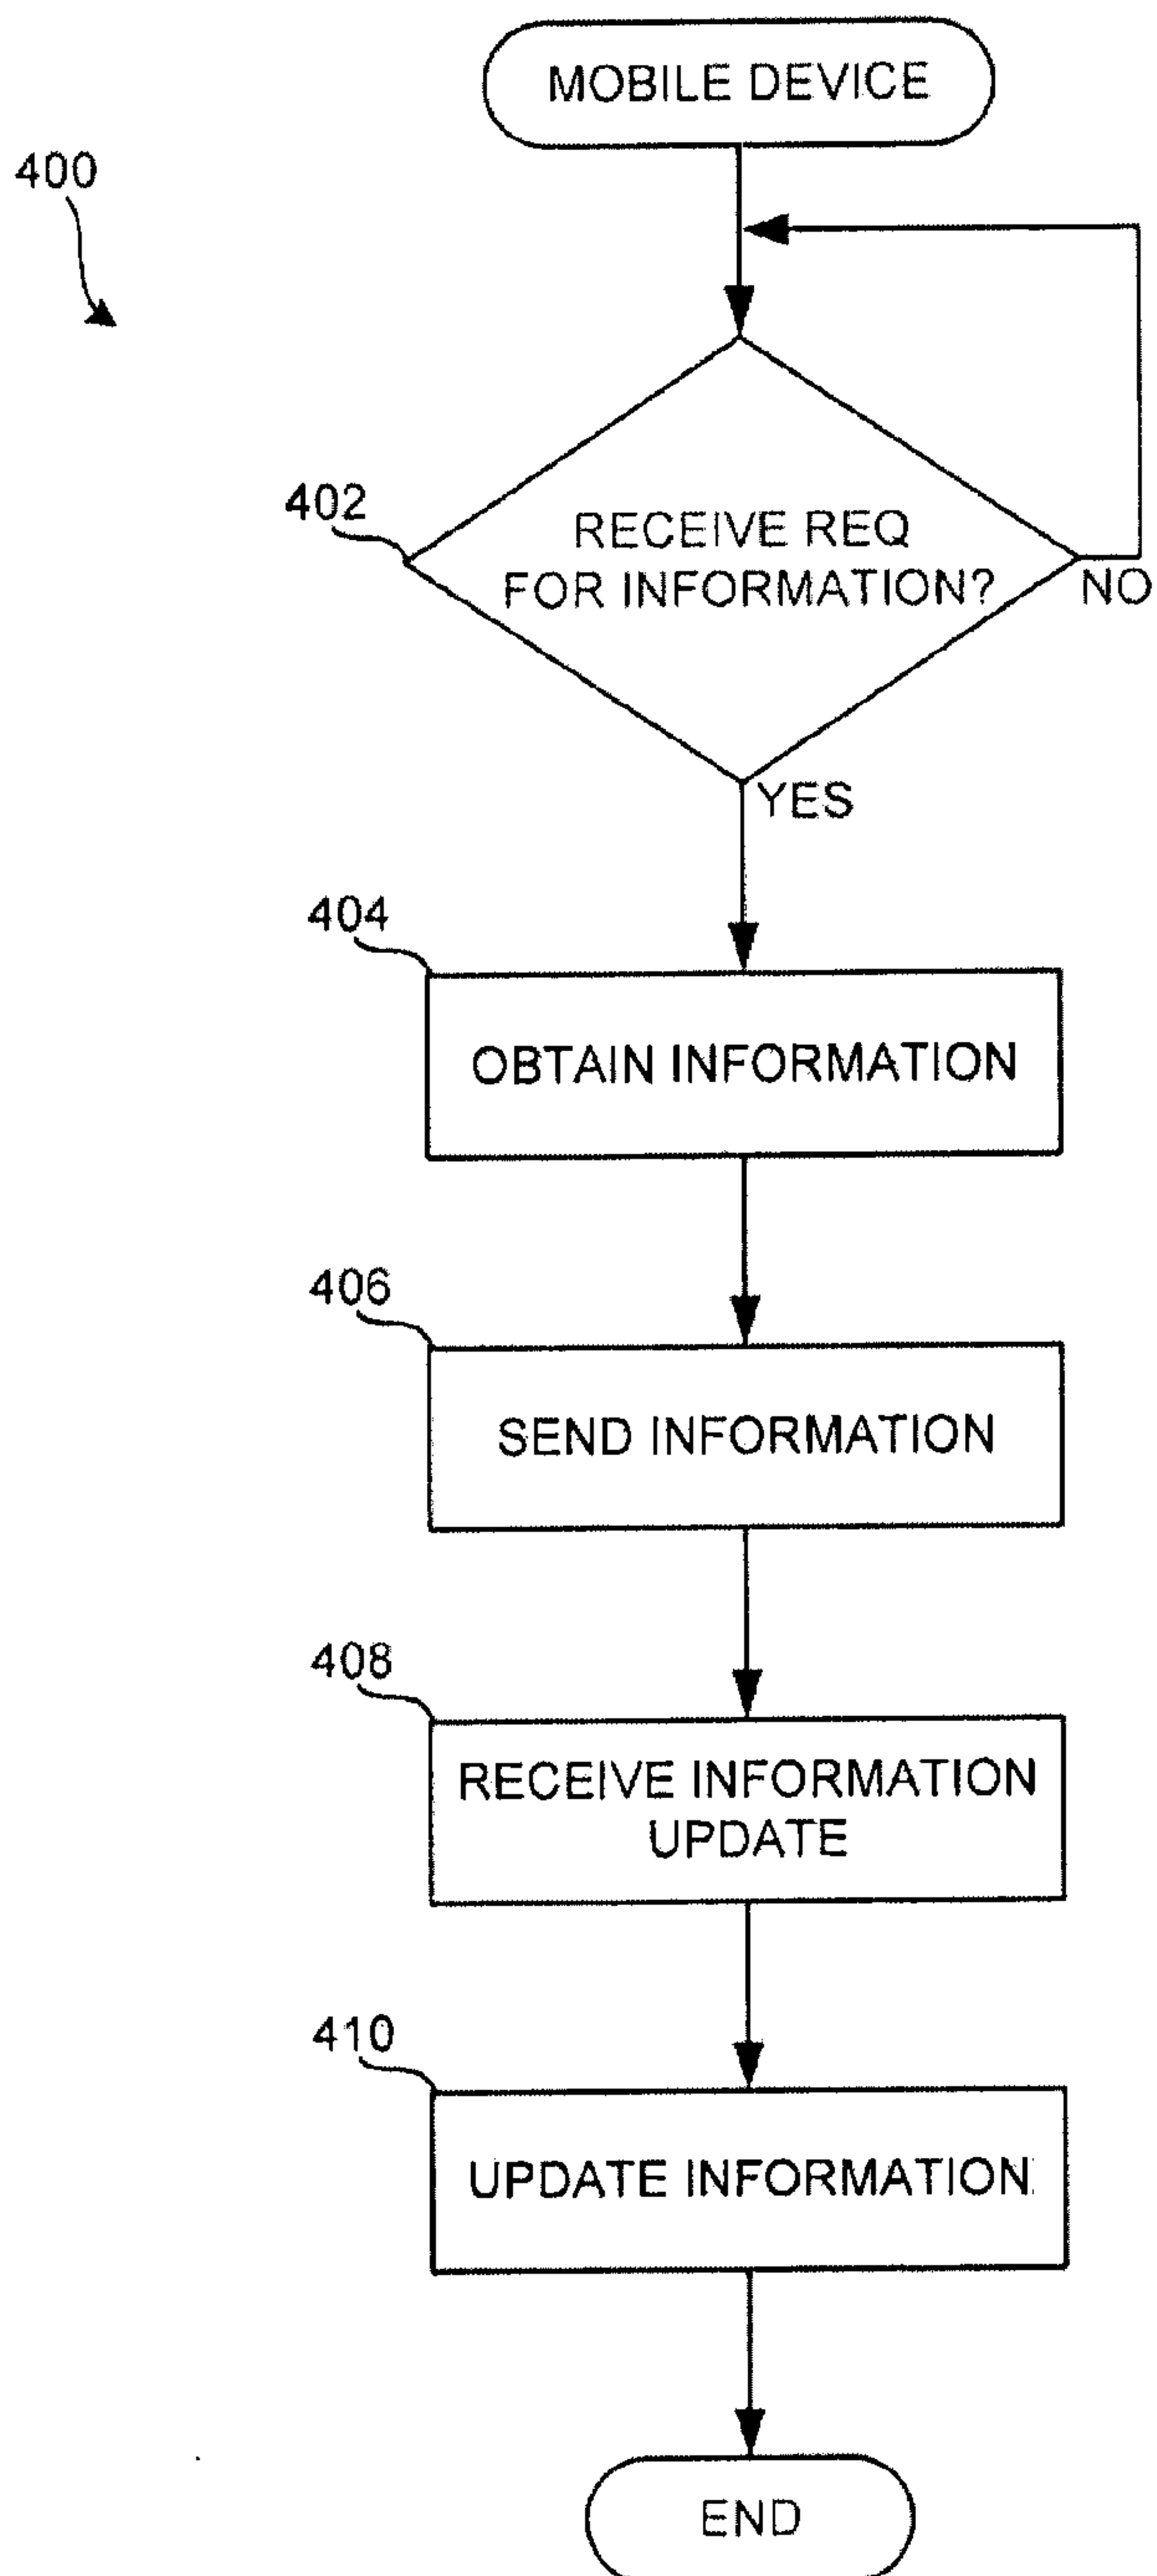 MOBILE DEVICE
400
402
RECEIVE REQ
FOR INFORMATION?
NO
YES
404
OBTAIN INFORMATION
406
SEND INFORMATION
408
RECEIVE INFORMATION
UPDATE
410
UPDATE INFORMATION
END